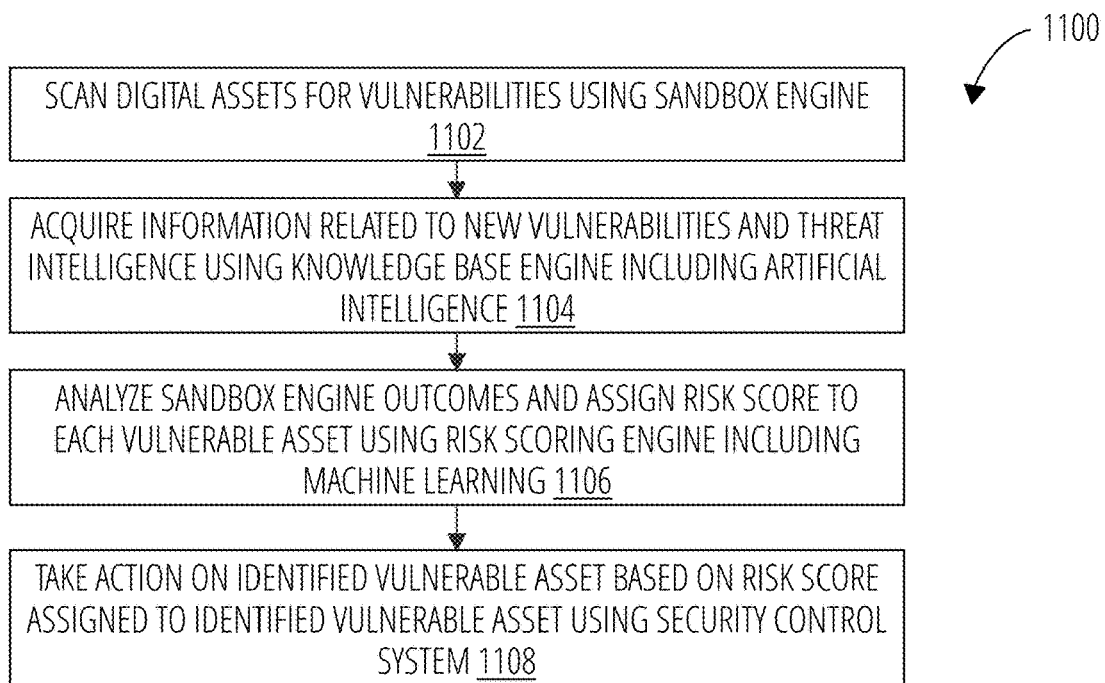 1100
SCAN DIGITAL ASSETS FOR VULNERABILITIES USING SANDBOX ENGINE
1102
ACQUIRE INFORMATION RELATED TO NEW VULNERABILITIES AND THREAT
INTELLIGENCE USING KNOWLEDGE BASE ENGINE INCLUDING ARTIFICIAL
INTELLIGENCE 1104
ANALYZE SANDBOX ENGINE OUTCOMES AND ASSIGN RISK SCORE TO
EACH VULNERABLE ASSET USING RISK SCORING ENGINE INCLUDING
MACHINE LEARNING 1106
TAKE ACTION ON IDENTIFIED VULNERABLE ASSET BASED ON RISK SCORE
ASSIGNED TO IDENTIFIED VULNERABLE ASSET USING SECURITY CONTROL
SYSTEM 1108